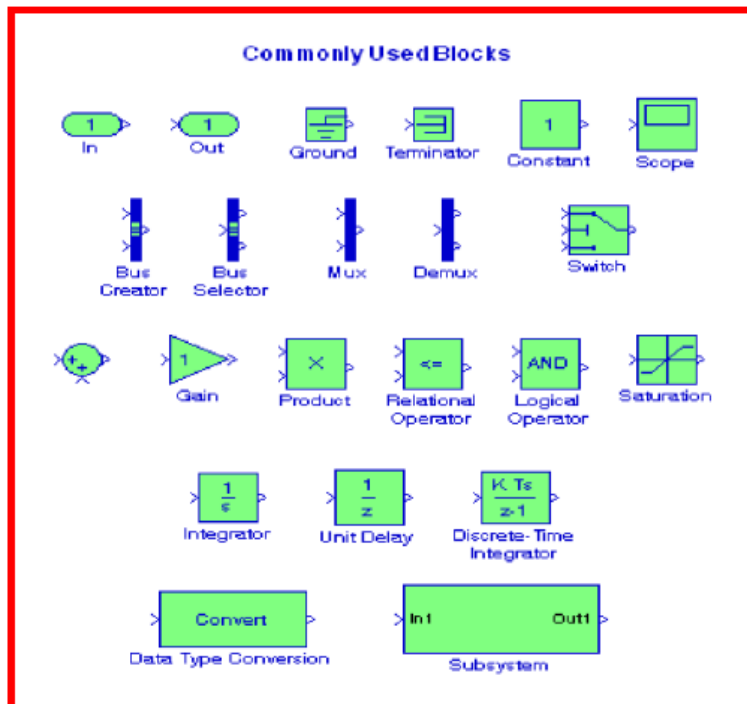 Commonly Used Blocks
1
1
1
In
Out
Ground
Terminator
Constant
Scope
Bus
Creator
Bus
Selector
Mux
Demux
Switch
+
+
1
Gain
×
Product
<=
Relational
Operator
AND
Logical
Operator
Saturation
1
s
Integrator
1
z
Unit Delay
K Ts
z-1
Discrete-Time
Integrator
Convert
Data Type Conversion
In1
Out1
Subsystem